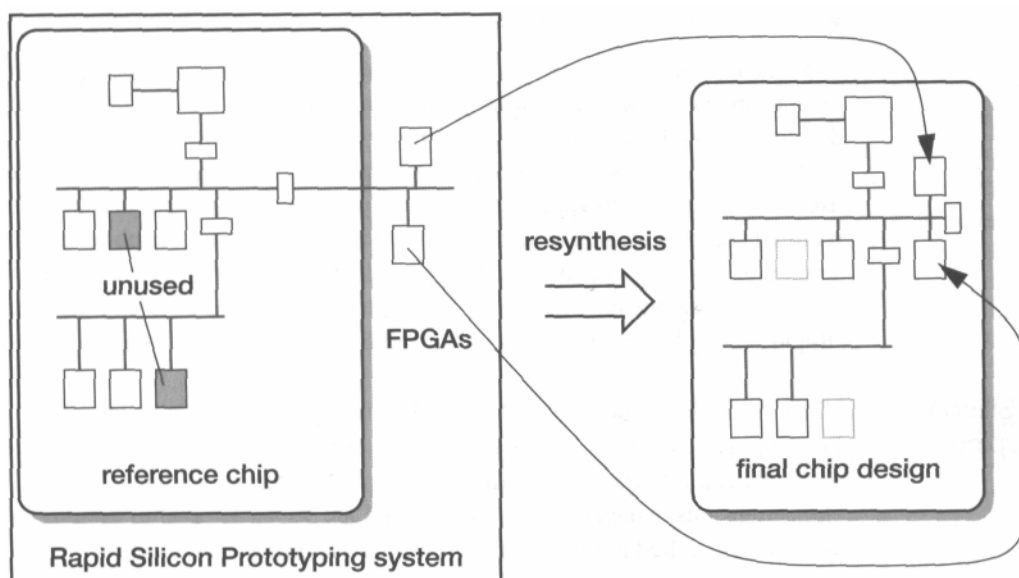 unused
FPGAs
reference chip
Rapid Silicon Prototyping system
resynthesis
final chip design